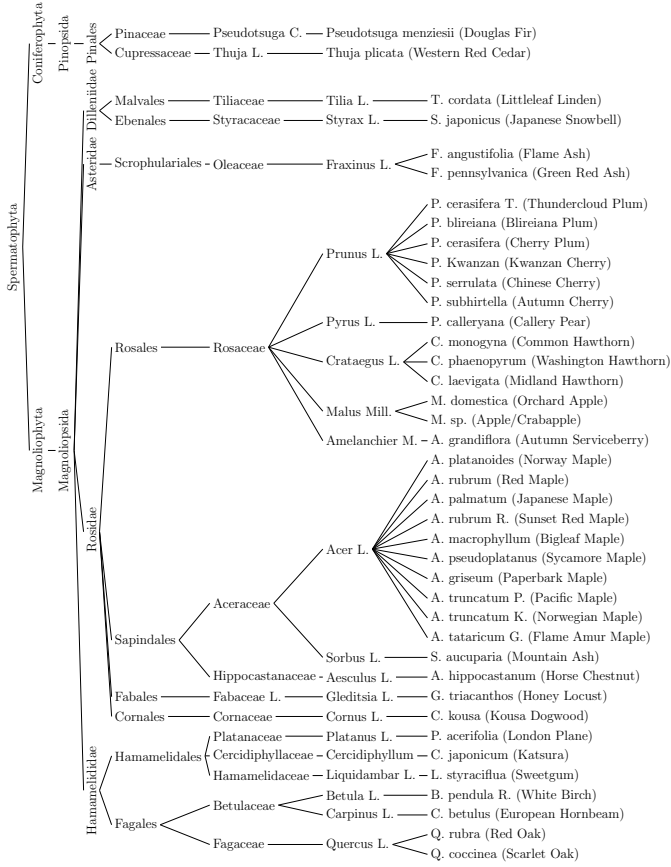 Spermatophyta
Coniferophyta
Pinopsida
Pinales
Pinaceae Pseudotsuga C. Pseudotsuga menziesii (Douglas Fir)
Cupressaceae Thuja L. Thuja plicata (Western Red Cedar)
Magnoliophyta
Magnoliopsida
Dilleniidae
Malvales Tiliaceae Tilia L. T. cordata (Littleleaf Linden)
Ebenales Styracaceae Styrax L. S. japonicus (Japanese Snowbell)
Asteridae
Scrophulariales Oleaceae Fraxinus L.
F. angustifolia (Flame Ash)
F. pennsylvanica (Green Red Ash)
Rosidae
Rosales Rosaceae
Prunus L.
P. cerasifera T. (Thundercloud Plum)
P. blireiana (Blireiana Plum)
P. cerasifera (Cherry Plum)
P. Kwanzan (Kwanzan Cherry)
P. serrulata (Chinese Cherry)
P. subhirtella (Autumn Cherry)
Pyrus L. P. calleryana (Callery Pear)
Crataegus L.
C. monogyna (Common Hawthorn)
C. phaenopyrum (Washington Hawthorn)
C. laevigata (Midland Hawthorn)
Malus Mill.
M. domestica (Orchard Apple)
M. sp. (Apple/Crabapple)
Amelanchier M. A. grandiflora (Autumn Serviceberry)
Sapindales
Aceraceae
Acer L.
A. platanoides (Norway Maple)
A. rubrum (Red Maple)
A. palmatum (Japanese Maple)
A. rubrum R. (Sunset Red Maple)
A. macrophyllum (Bigleaf Maple)
A. pseudoplatanus (Sycamore Maple)
A. griseum (Paperbark Maple)
A. truncatum P. (Pacific Maple)
A. truncatum K. (Norwegian Maple)
A. tataricum G. (Flame Amur Maple)
Sorbus L. S. aucuparia (Mountain Ash)
Hippocastanaceae Aesculus L. A. hippocastanum (Horse Chestnut)
Fabales Fabaceae L. Gleditsia L. G. triacanthos (Honey Locust)
Cornales Cornaceae Cornus L. C. kousa (Kousa Dogwood)
Hamamelididae
Hamamelidales
Platanaceae Platanus L. P. acerifolia (London Plane)
Cercidiphyllaceae Cercidiphyllum C. japonicum (Katsura)
Hamamelidaceae Liquidambar L. L. styraciflua (Sweetgum)
Fagales
Betulaceae
Betula L. B. pendula R. (White Birch)
Carpinus L. C. betulus (European Hornbeam)
Fagaceae Quercus L.
Q. rubra (Red Oak)
Q. coccinea (Scarlet Oak)